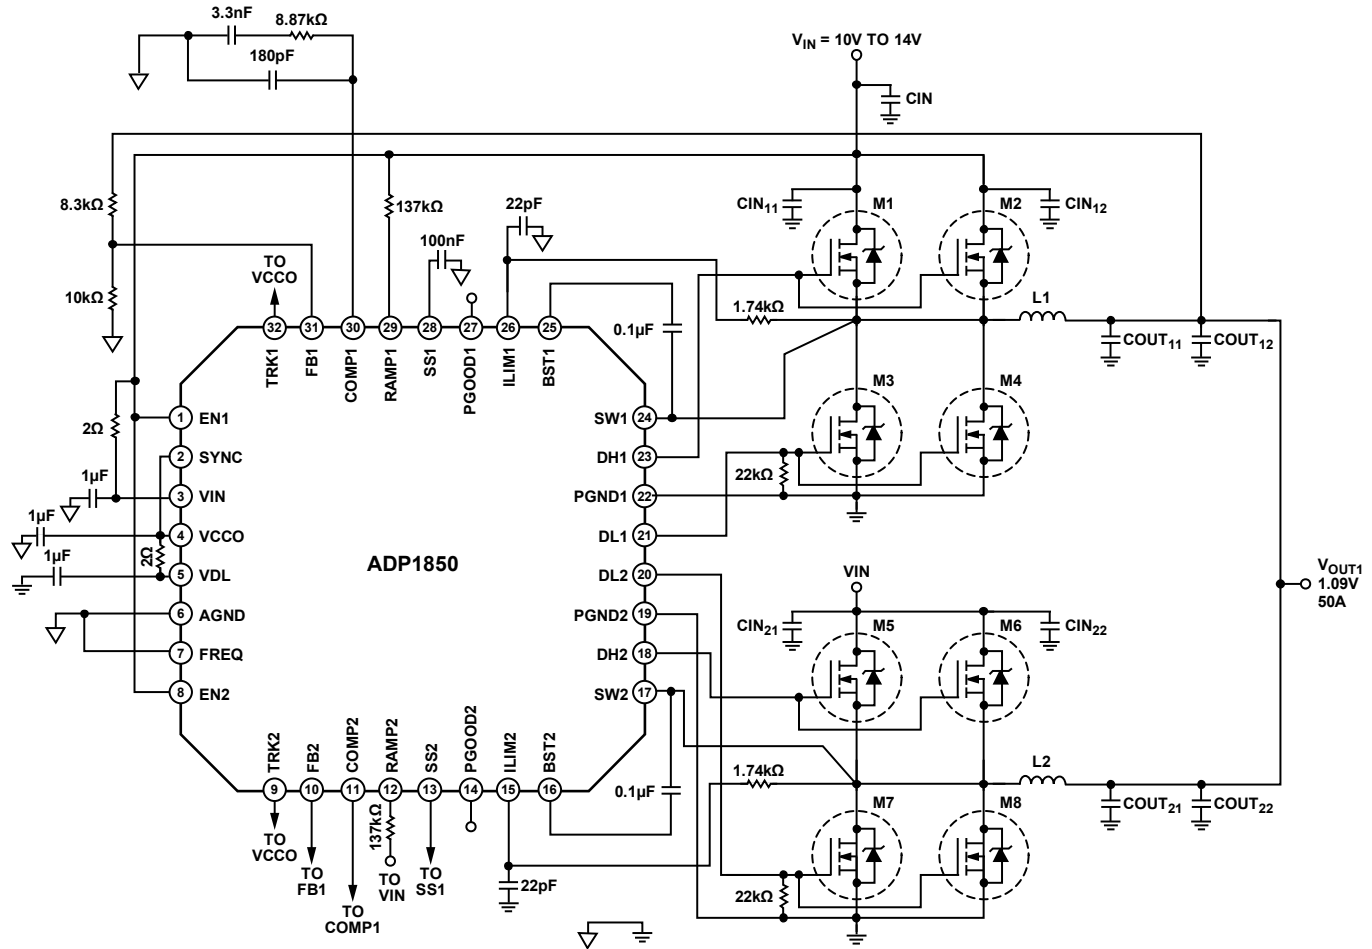 3.3nF
8.87kΩ
180pF
VIN = 10V TO 14V
CIN
8.3kΩ
10kΩ
137kΩ
22pF
100nF
TO
VCCO
CIN11
M1
M2
CIN12
1.74kΩ
L1
0.1µF
COUT11
COUT12
32
31
30
29
28
27
26
25
TRK1
FB1
COMP1
RAMP1
SS1
PGOOD1
ILIM1
BST1
M3
M4
2Ω
1 EN1
SW1 24
2 SYNC
DH1 23
22kΩ
1µF
3 VIN
PGND1 22
1µF
4 VCCO
DL1 21
2Ω
1µF
5 VDL
ADP1850
DL2 20
VIN
VOUT1
1.09V
50A
6 AGND
PGND2 19
CIN21
M5
M6
CIN22
7 FREQ
DH2 18
8 EN2
SW2 17
TRK2
FB2
COMP2
RAMP2
SS2
PGOOD2
ILIM2
BST2
9
10
11
12
13
14
15
16
1.74kΩ
L2
0.1µF
COUT21
COUT22
M7
M8
137kΩ
TO
VCCO
TO
FB1
TO
COMP1
TO
VIN
TO
SS1
22pF
22kΩ